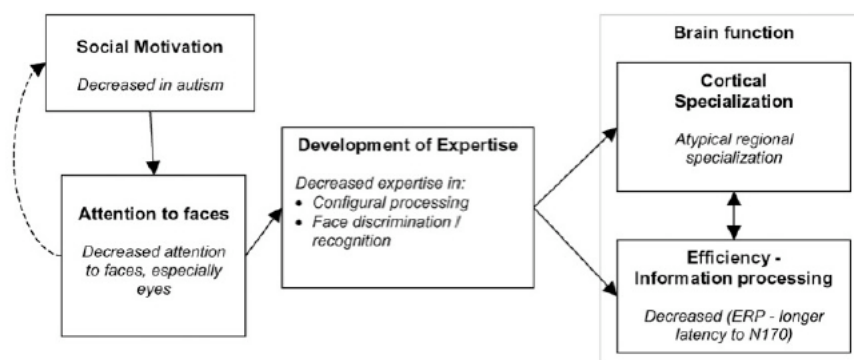 Social Motivation
Decreased in autism
Attention to faces
Decreased attention
to faces, especially
eyes
Development of Expertise
Decreased expertise in:
• Configural processing
• Face discrimination /
recognition
Brain function
Cortical
Specialization
Atypical regional
specialization
Efficiency -
Information processing
Decreased (ERP - longer
latency to N170)